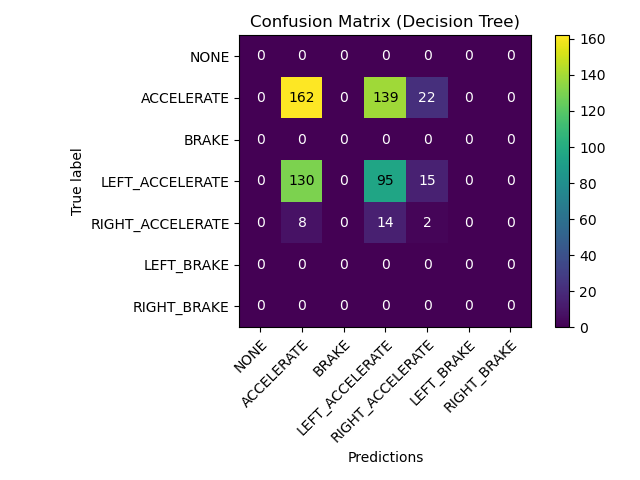 Confusion Matrix (Decision Tree)
NONE 0 0 0 0 0 0 0
ACCELERATE 0 162 0 139 22 0 0
BRAKE 0 0 0 0 0 0 0
LEFT_ACCELERATE 0 130 0 95 15 0 0
RIGHT_ACCELERATE 0 8 0 14 2 0 0
LEFT_BRAKE 0 0 0 0 0 0 0
RIGHT_BRAKE 0 0 0 0 0 0 0
True label
NONE ACCELERATE BRAKE LEFT_ACCELERATE RIGHT_ACCELERATE LEFT_BRAKE RIGHT_BRAKE
Predictions
160
140
120
100
80
60
40
20
0